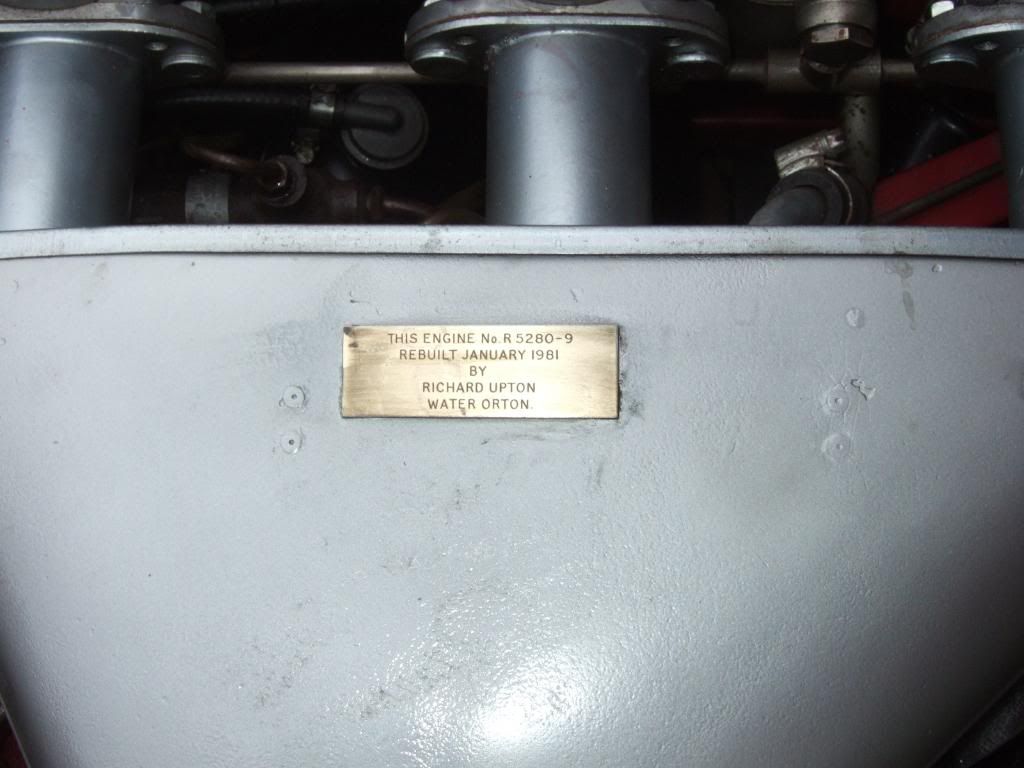 THIS ENGINE No. R 5280-9
REBUILT JANUARY 1981
BY
RICHARD UPTON
WATER ORTON.